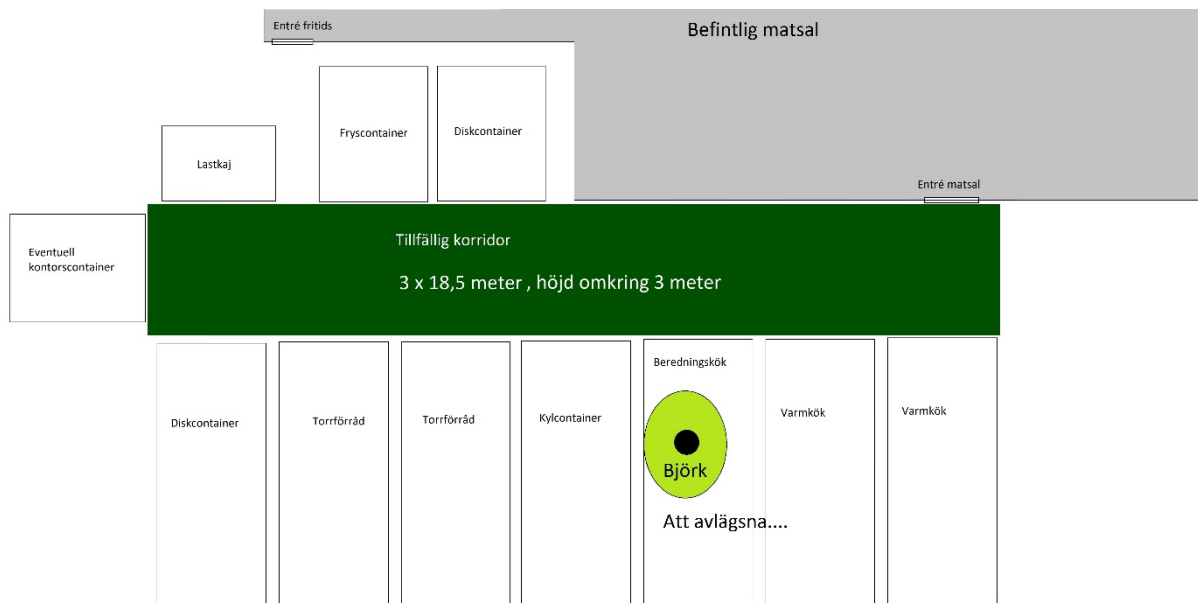 Entré fritids
Befintlig matsal
Fryscontainer
Diskcontainer
Lastkaj
Entré matsal
Eventuell
kontorscontainer
Tillfällig korridor
3 x 18,5 meter , höjd omkring 3 meter
Diskcontainer
Torrförråd
Torrförråd
Kylcontainer
Beredningskök
Varmkök
Varmkök
Björk
Att avlägsna....